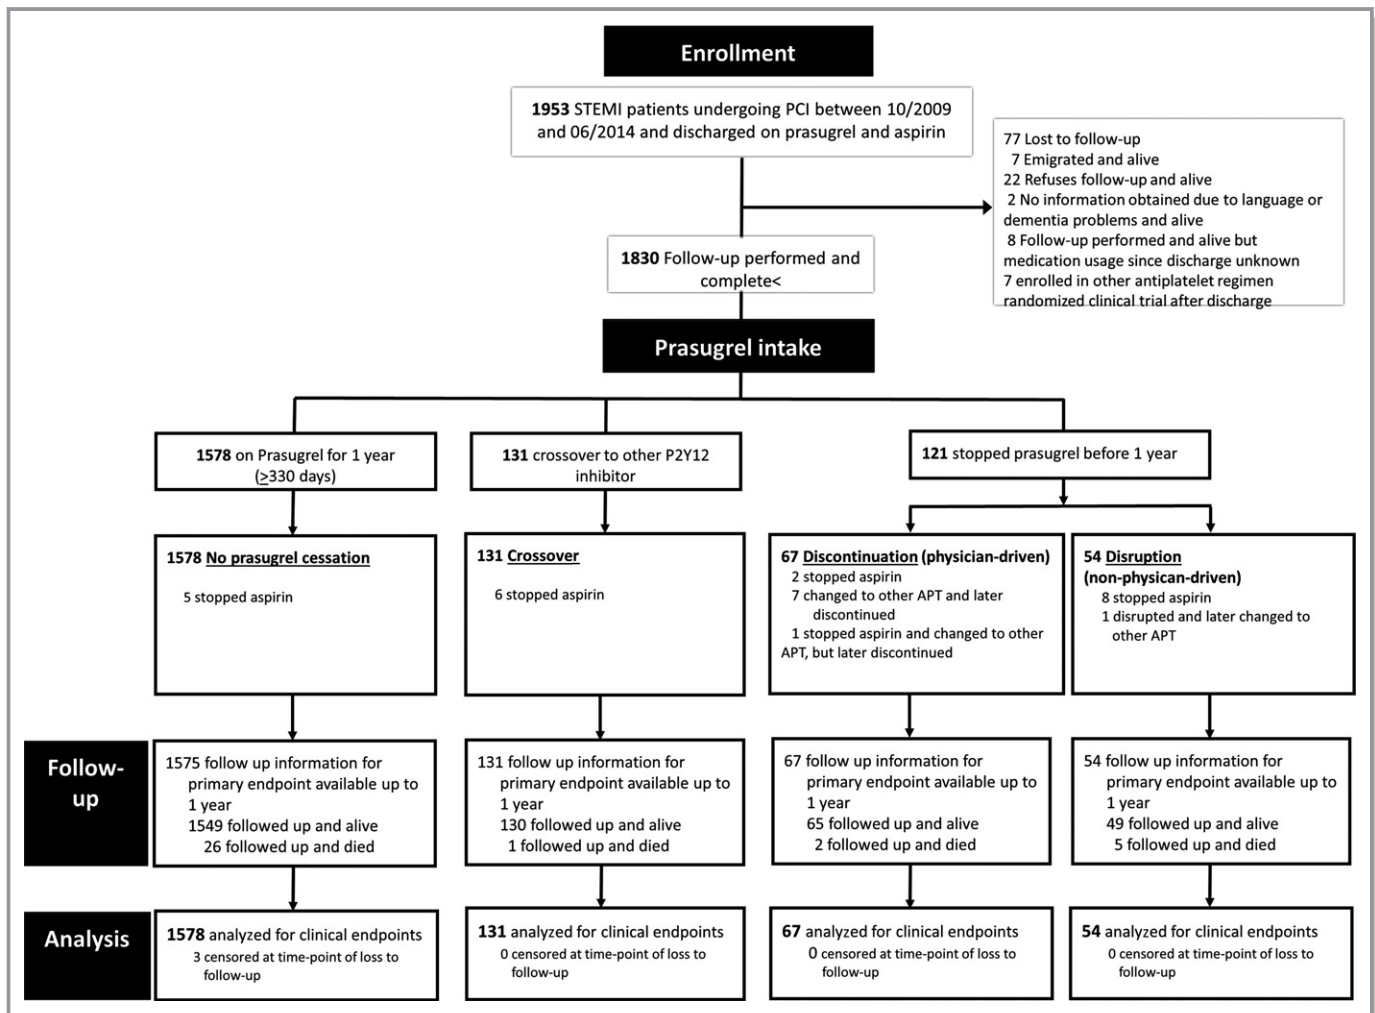 Enrollment
1953 STEMI patients undergoing PCI between 10/2009
and 06/2014 and discharged on prasugrel and aspirin
77 Lost to follow-up
7 Emigrated and alive
22 Refuses follow-up and alive
2 No information obtained due to language or
dementia problems and alive
8 Follow-up performed and alive but
medication usage since discharge unknown
7 enrolled in other antiplatelet regimen
randomized clinical trial after discharge
1830 Follow-up performed and
complete<
Prasugrel intake
1578 on Prasugrel for 1 year
(≥330 days)
131 crossover to other P2Y12
inhibitor
121 stopped prasugrel before 1 year
1578 No prasugrel cessation
5 stopped aspirin
131 Crossover
6 stopped aspirin
67 Discontinuation (physician-driven)
2 stopped aspirin
7 changed to other APT and later
discontinued
1 stopped aspirin and changed to other
APT, but later discontinued
54 Disruption
(non-physican-driven)
8 stopped aspirin
1 disrupted and later changed to
other APT
Follow-
up
1575 follow up information for
primary endpoint available up to
1 year
1549 followed up and alive
26 followed up and died
131 follow up information for
primary endpoint available up to
1 year
130 followed up and alive
1 followed up and died
67 follow up information for
primary endpoint available up to
1 year
65 followed up and alive
2 followed up and died
54 follow up information for
primary endpoint available up to
1 year
49 followed up and alive
5 followed up and died
Analysis
1578 analyzed for clinical endpoints
3 censored at time-point of loss to
follow-up
131 analyzed for clinical endpoints
0 censored at time-point of loss to
follow-up
67 analyzed for clinical endpoints
0 censored at time-point of loss to
follow-up
54 analyzed for clinical endpoints
0 censored at time-point of loss to
follow-up